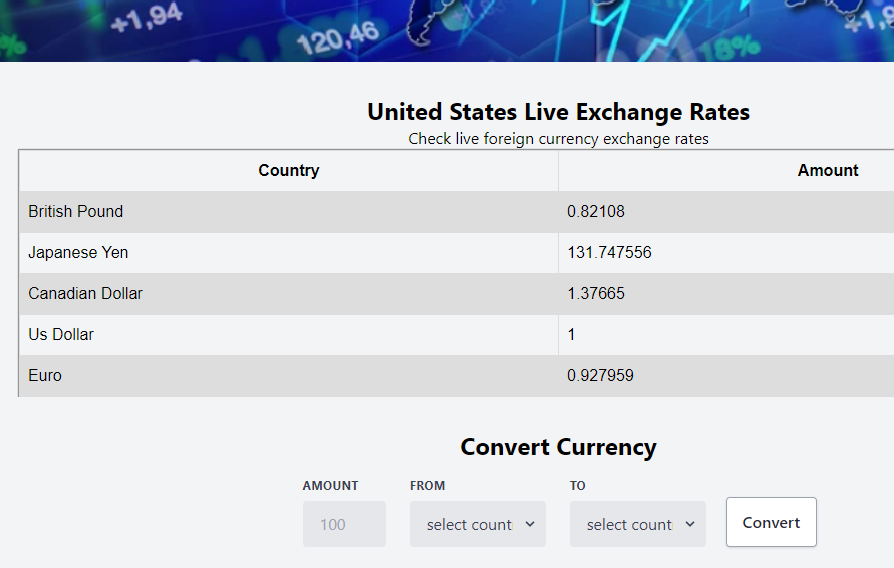 +1,94
120,46
18%
%
United States Live Exchange Rates
Check live foreign currency exchange rates
Country Amount
British Pound 0.82108
Japanese Yen 131.747556
Canadian Dollar 1.37665
Us Dollar 1
Euro 0.927959
Convert Currency
AMOUNT FROM TO
100 select count select count Convert